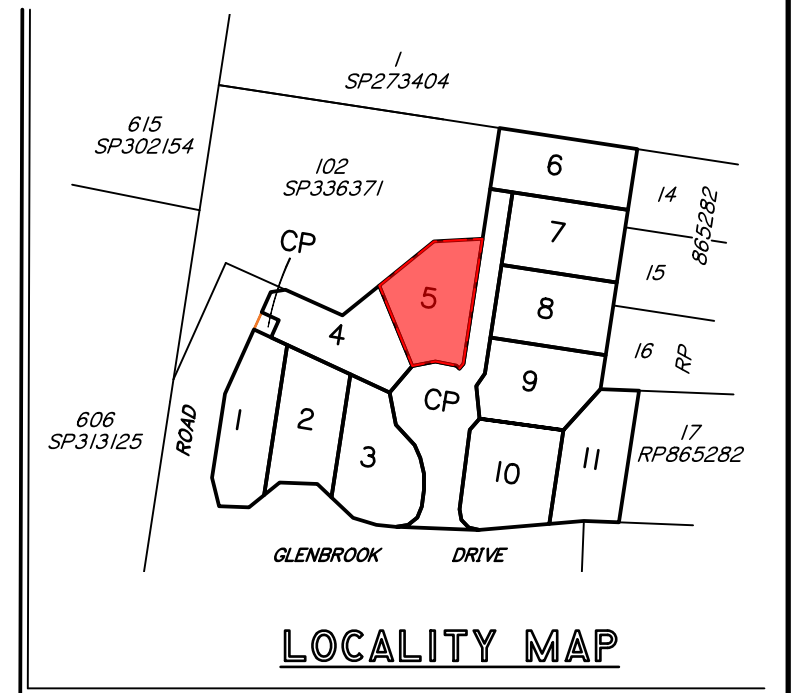 1
SP273404
615
SP302154
102
SP336371
6
14
865282
7
CP
15
5
8
4
16
RP
9
CP
606
SP313125
ROAD
1
2
3
10
11
17
RP865282
GLENBROOK DRIVE
LOCALITY MAP